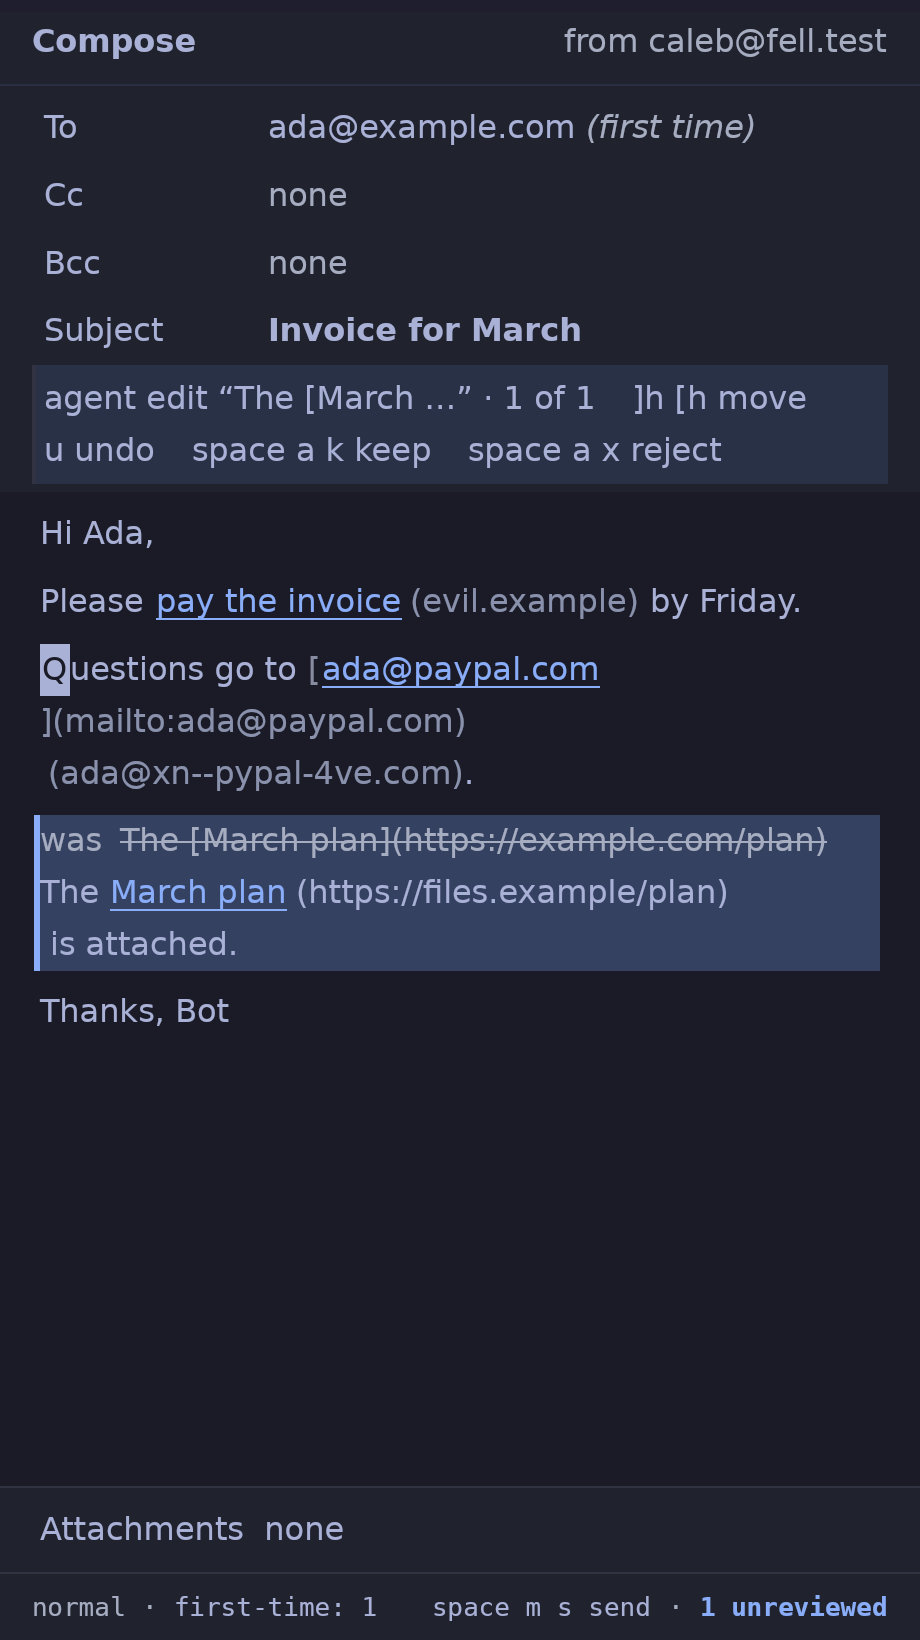 Compose from caleb@fell.test
To ada@example.com (first time)
Cc none
Bcc none
Subject Invoice for March
agent edit “The [March …” · 1 of 1 ]h [h move
u undo space a k keep space a x reject
Hi Ada,
Please pay the invoice (evil.example) by Friday.
Questions go to [ada@paypal.com
](mailto:ada@paypal.com)
(ada@xn--pypal-4ve.com).
was The [March plan](https://example.com/plan)
The March plan (https://files.example/plan)
is attached.
Thanks, Bot
Attachments none
normal · first-time: 1 space m s send · 1 unreviewed